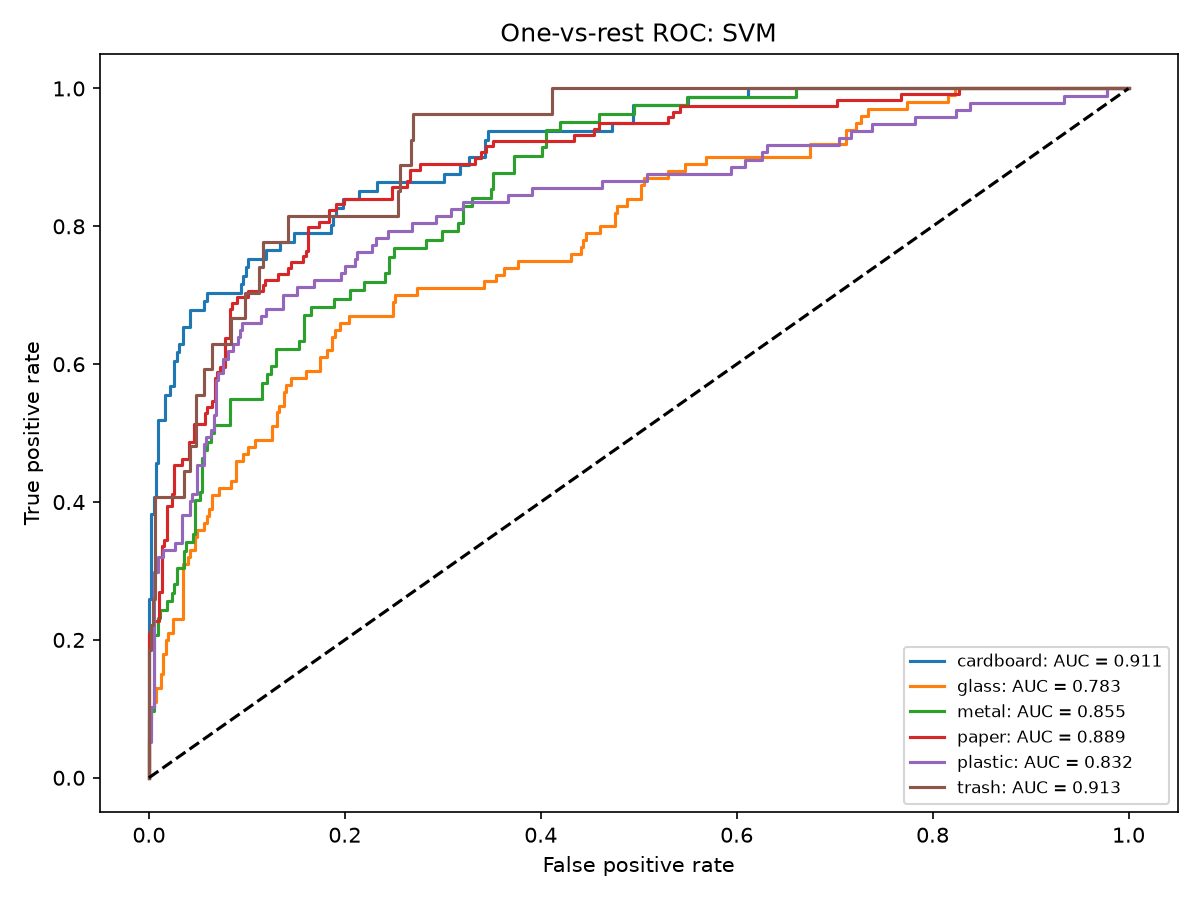 One-vs-rest ROC: SVM
True positive rate
1.0
0.8
0.6
0.4
0.2
0.0
0.0 0.2 0.4 0.6 0.8 1.0
False positive rate
cardboard: AUC = 0.911
glass: AUC = 0.783
metal: AUC = 0.855
paper: AUC = 0.889
plastic: AUC = 0.832
trash: AUC = 0.913